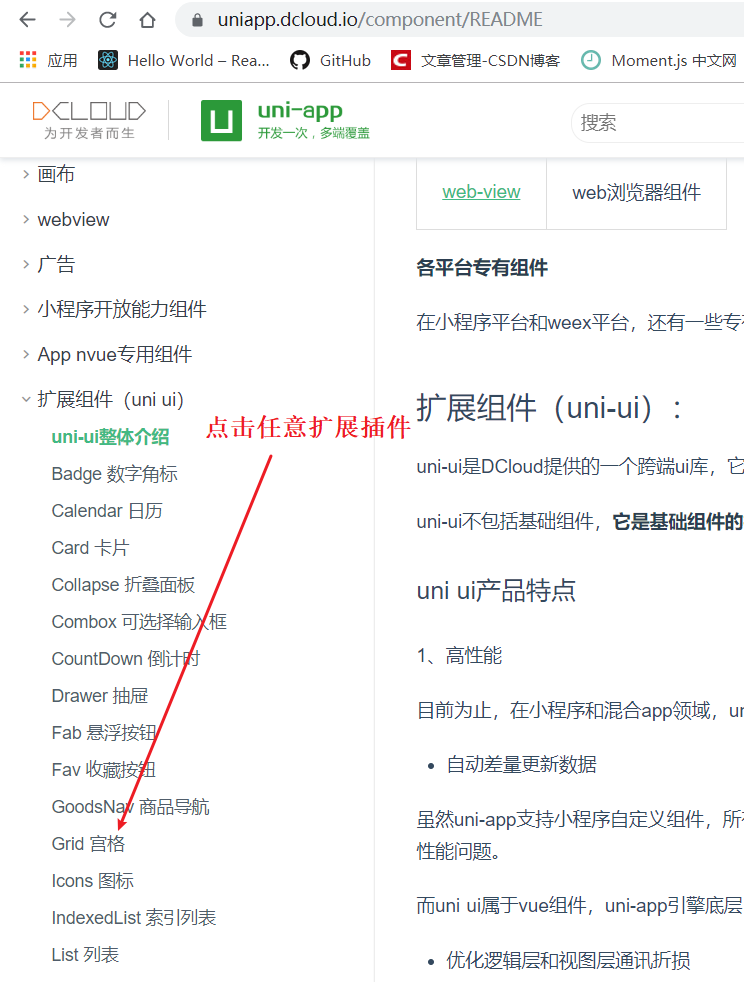 uniapp.dcloud.io/component/README
应用
Hello World – Rea...
GitHub
文章管理-CSDN博客
Moment.js 中文网
DCLOUD
为开发者而生
uni-app
开发一次，多端覆盖
搜索
画布
webview
广告
小程序开放能力组件
App nvue专用组件
扩展组件（uni ui）
uni-ui整体介绍
点击任意扩展插件
Badge 数字角标
Calendar 日历
Card 卡片
Collapse 折叠面板
Combox 可选择输入框
CountDown 倒计时
Drawer 抽屉
Fab 悬浮按钮
Fav 收藏按钮
GoodsNav 商品导航
Grid 宫格
Icons 图标
IndexedList 索引列表
List 列表
web-view
web浏览器组件
各平台专有组件
在小程序平台和weex平台，还有一些专
扩展组件（uni-ui）：
uni-ui是DCloud提供的一个跨端ui库，它
uni-ui不包括基础组件，它是基础组件的
uni ui产品特点
1、高性能
目前为止，在小程序和混合app领域，u
• 自动差量更新数据
虽然uni-app支持小程序自定义组件，所
性能问题。
而uni ui属于vue组件，uni-app引擎底层
• 优化逻辑层和视图层通讯折损